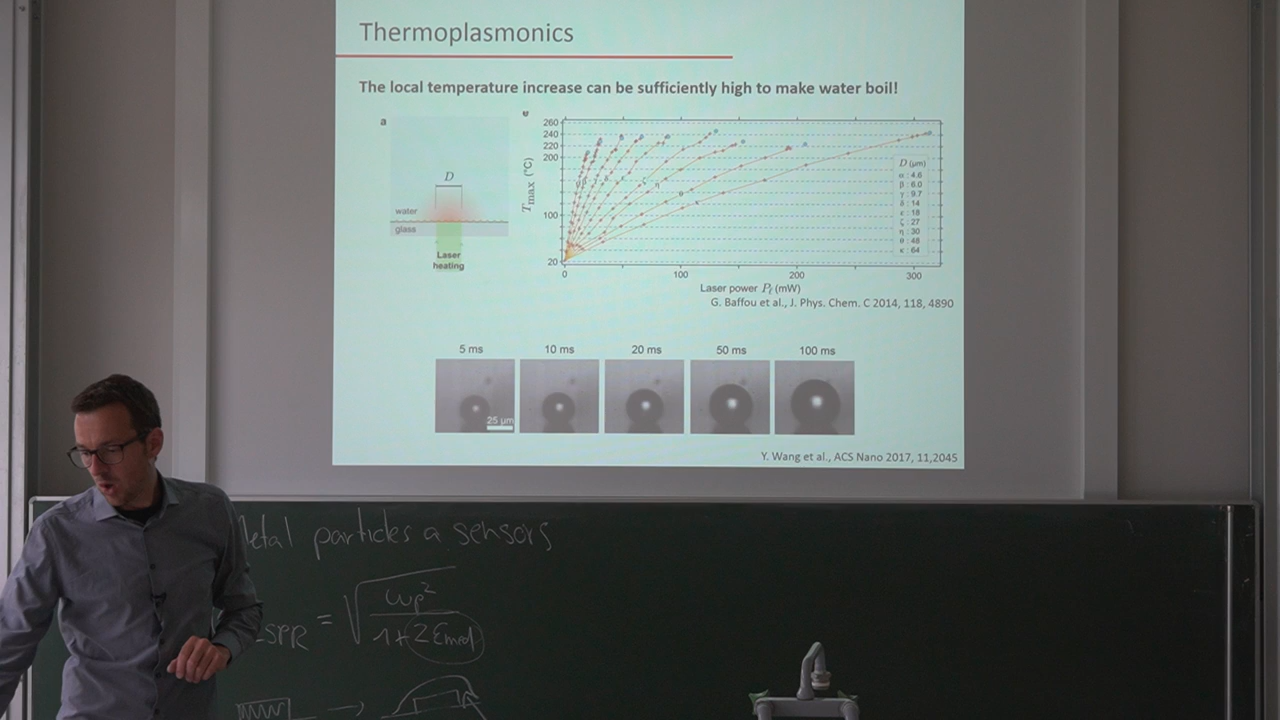 Thermoplasmonics
The local temperature increase can be sufficiently high to make water boil!
a
D
water
glass
Laser
heating
T max (°C)
260
240
220
200
100
20
0
100
200
300
Laser power Pℓ (mW)
D (μm)
α : 4.6
β : 6.0
γ : 9.7
δ : 14
ε : 18
ζ : 27
η : 30
θ : 48
κ : 64
G. Baffou et al., J. Phys. Chem. C 2014, 118, 4890
5 ms
10 ms
20 ms
50 ms
100 ms
25 μm
Y. Wang et al., ACS Nano 2017, 11,2045
etal particles a sensors
SPR = √ ωp² / 1+2εmed